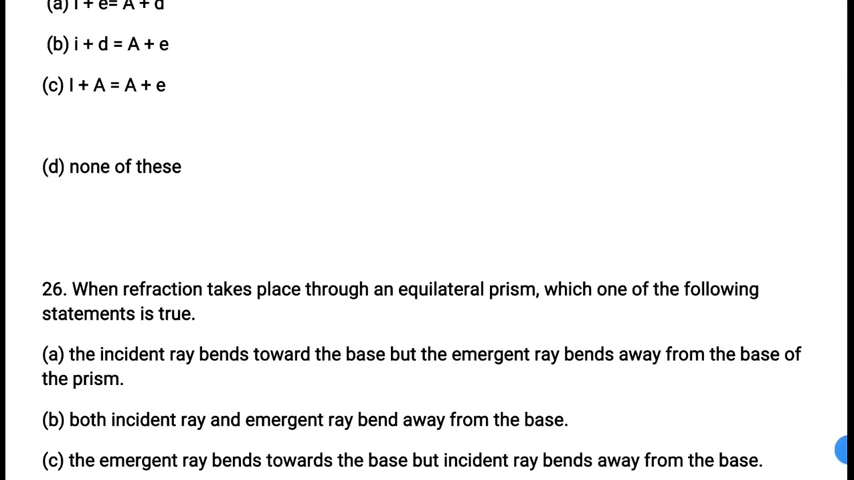 (a) i + e= A + d
(b) i + d = A + e
(c) I + A = A + e
(d) none of these
26. When refraction takes place through an equilateral prism, which one of the following
statements is true.
(a) the incident ray bends toward the base but the emergent ray bends away from the base of
the prism.
(b) both incident ray and emergent ray bend away from the base.
(c) the emergent ray bends towards the base but incident ray bends away from the base.